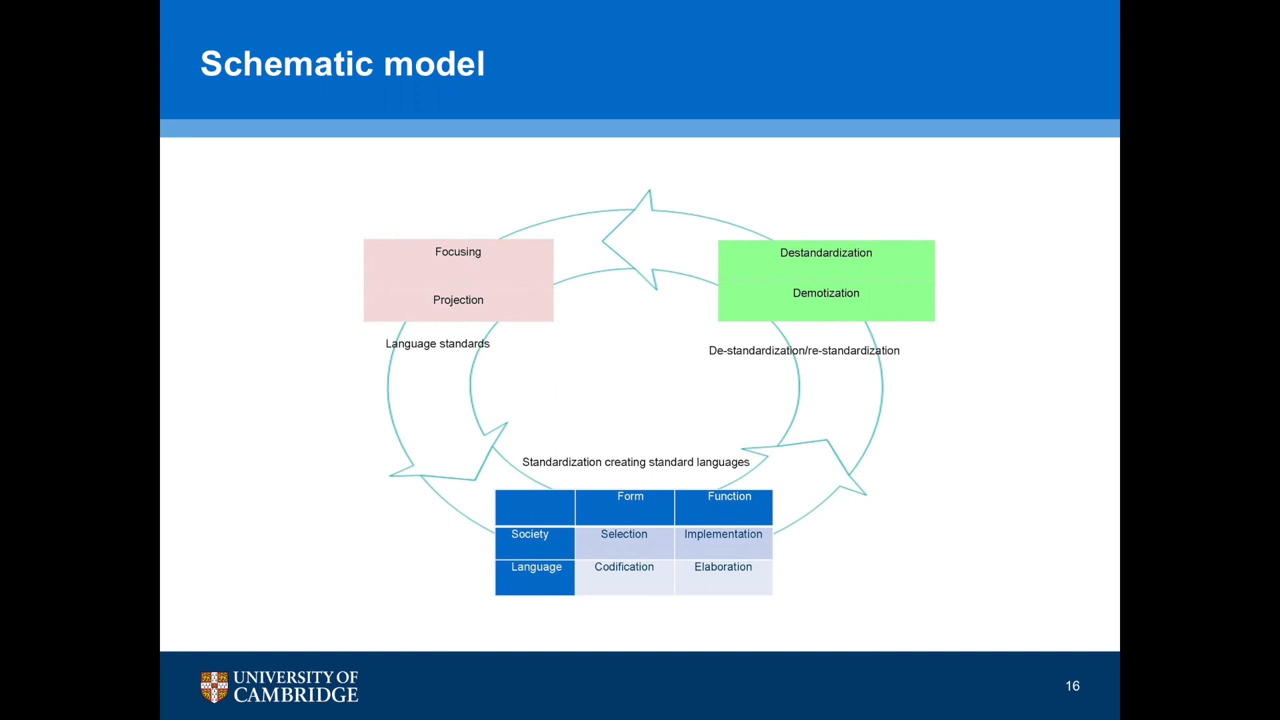 Schematic model
Focusing
Projection
Language standards
Destandardization
Demotization
De-standardization/re-standardization
Standardization creating standard languages
Form Function
Society Selection Implementation
Language Codification Elaboration
UNIVERSITY OF
CAMBRIDGE
16